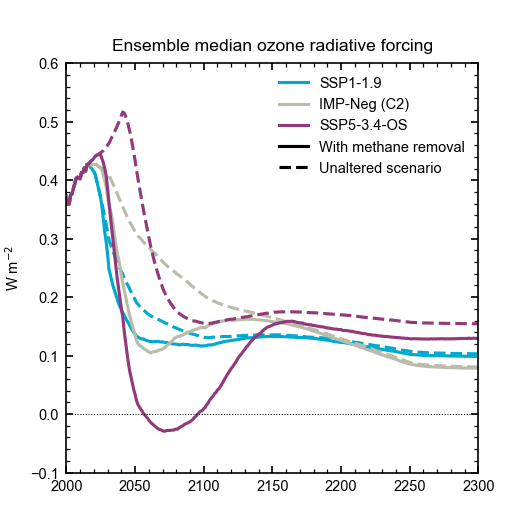 Ensemble median ozone radiative forcing
0.6
0.5
0.4
0.3
0.2
0.1
0.0
−0.1
W m⁻²
SSP1-1.9
IMP-Neg (C2)
SSP5-3.4-OS
With methane removal
Unaltered scenario
2000 2050 2100 2150 2200 2250 2300